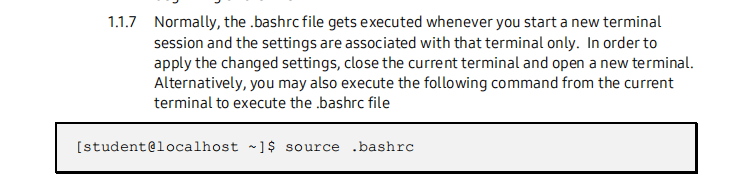 1.1.7 Normally, the .bashrc file gets executed whenever you start a new terminal
session and the settings are associated with that terminal only.  In order to
apply the changed settings, close the current terminal and open a new terminal.
Alternatively, you may also execute the following command from the current
terminal to execute the .bashrc file
[student@localhost ~]$ source .bashrc